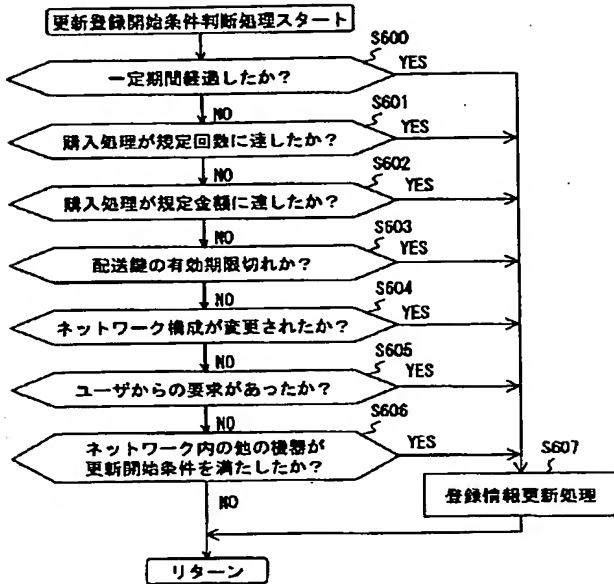 更新登録開始条件判断処理スタート
S600
一定期間経過したか?
YES
NO
S601
購入処理が規定回数に達したか?
YES
NO
S602
購入処理が規定金額に達したか?
YES
NO
S603
配送鍵の有効期限切れか?
YES
NO
S604
ネットワーク構成が変更されたか?
YES
NO
S605
ユーザからの要求があったか?
YES
NO
S606
ネットワーク内の他の機器が
更新開始条件を満たしたか?
YES
NO
S607
登録情報更新処理
リターン